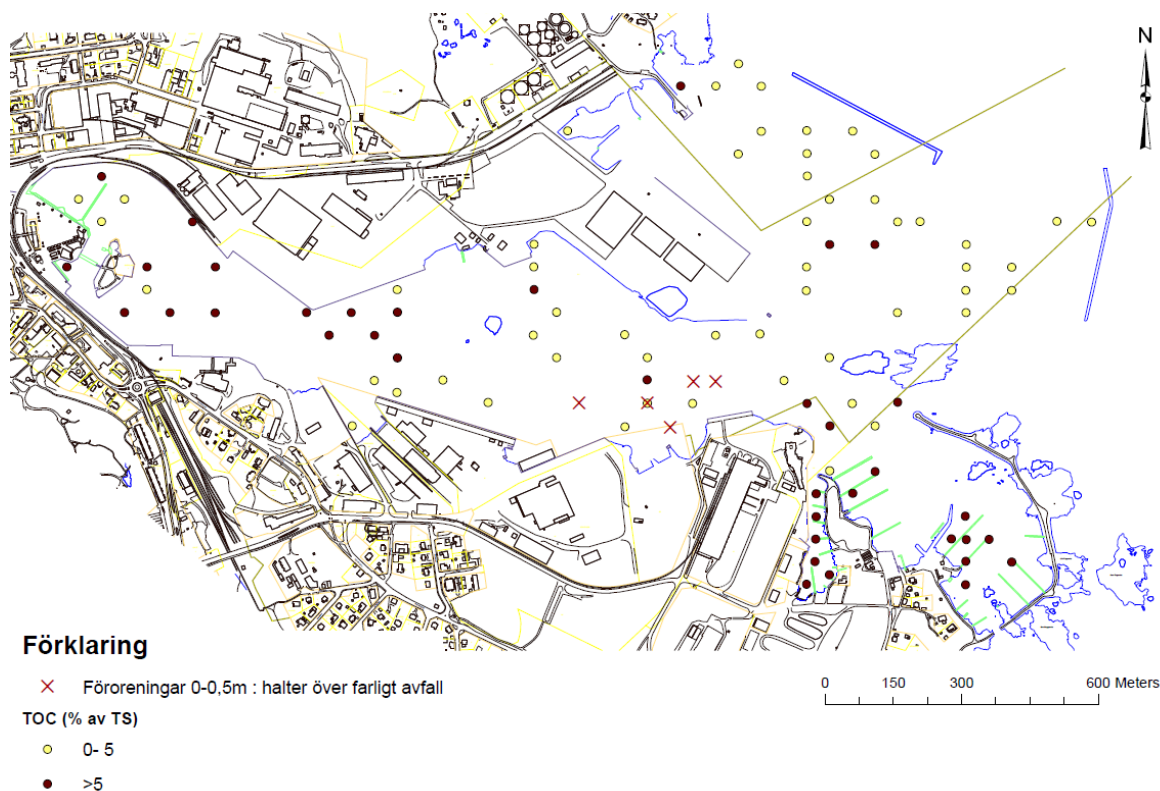 N
Förklaring
Föroreningar 0-0,5m : halter över farligt avfall
TOC (% av TS)
0- 5
>5
0 150 300 600 Meters